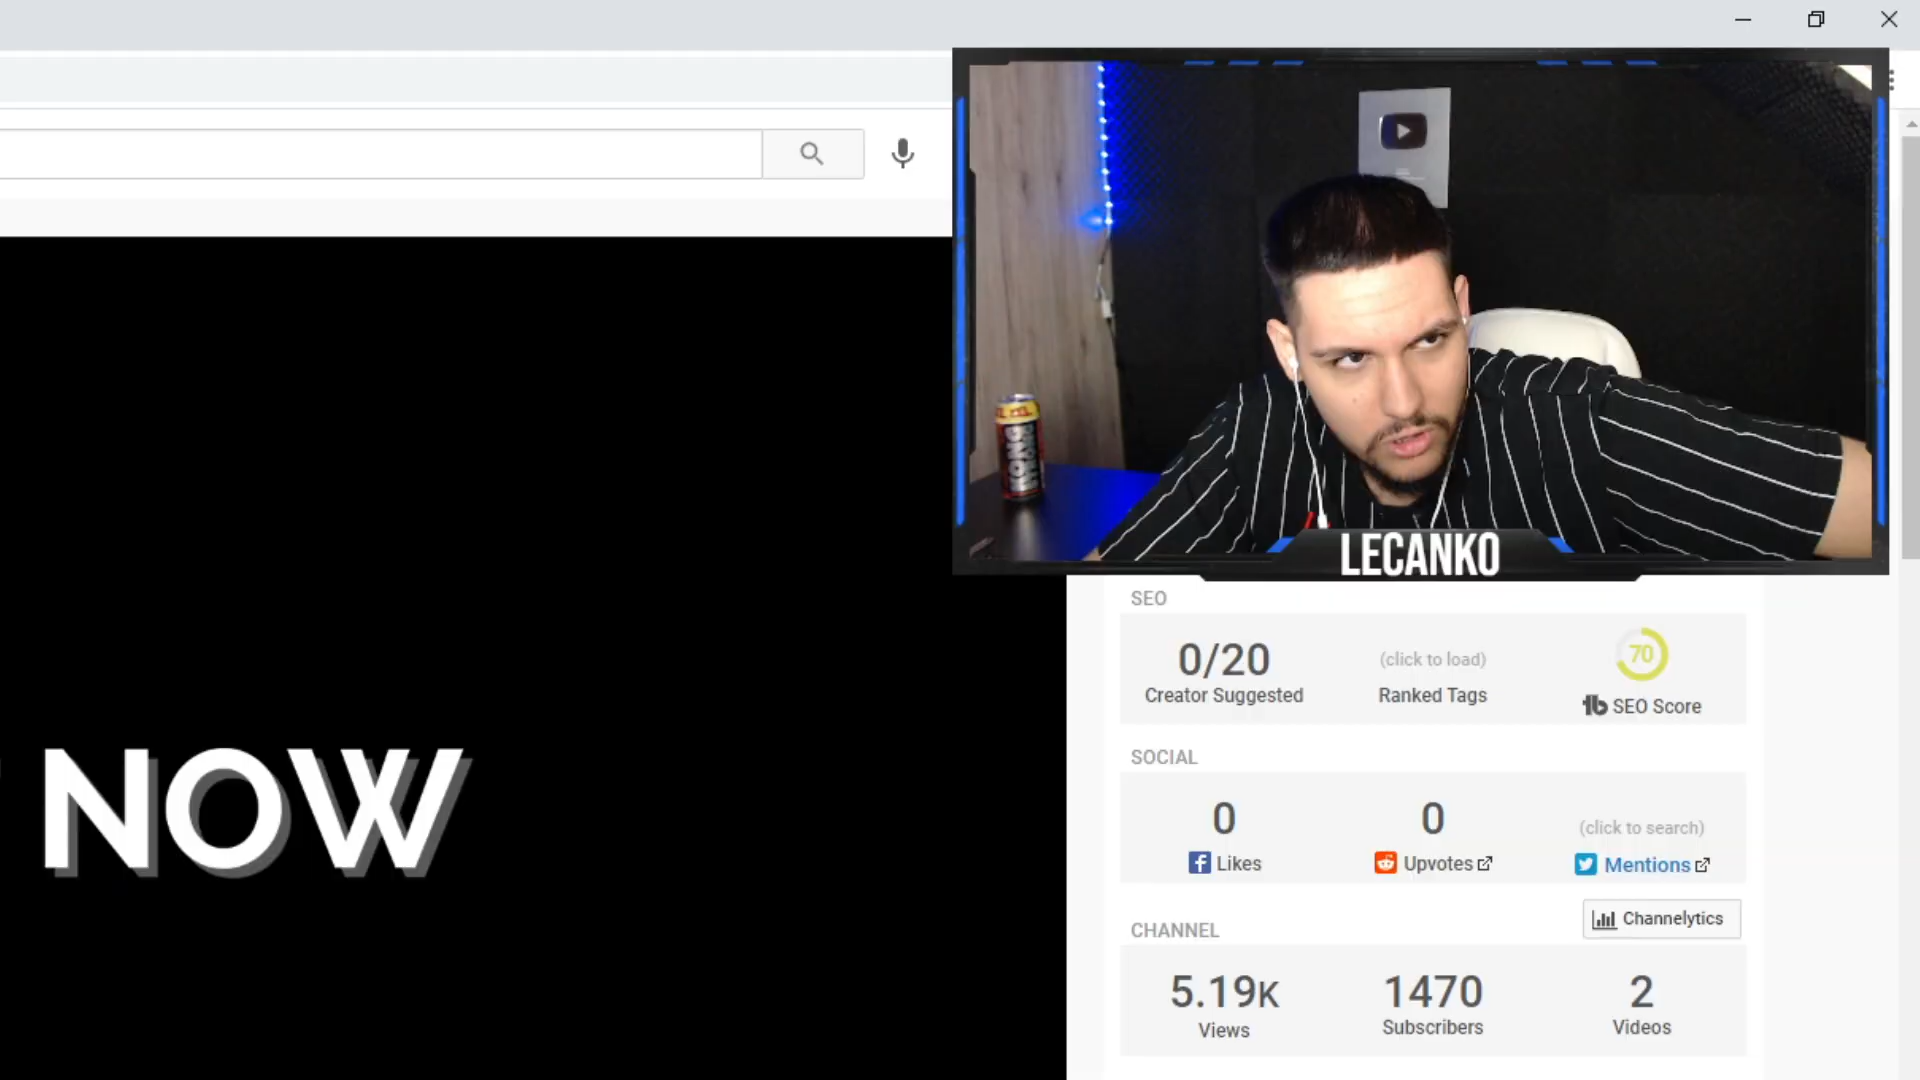 LECANKO
SEO
0/20
Creator Suggested
(click to load)
Ranked Tags
70
SEO Score
SOCIAL
0
Likes
0
Upvotes
(click to search)
Mentions
NOW
CHANNEL
Channelytics
5.19K
Views
1470
Subscribers
2
Videos